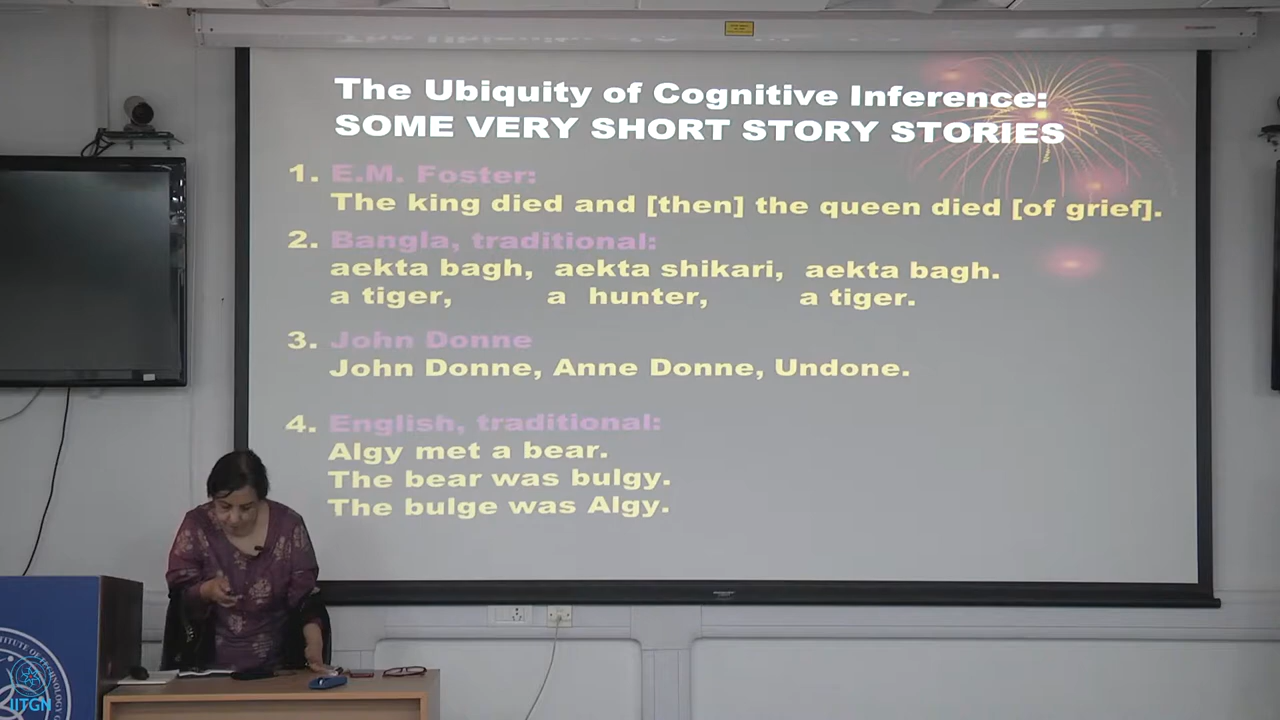 The Ubiquity of Cognitive Inference:
SOME VERY SHORT STORY STORIES
1. E.M. Foster:
The king died and [then] the queen died [of grief].
2. Bangla, traditional:
aekta bagh, aekta shikari, aekta bagh.
a tiger, a hunter, a tiger.
3. John Donne
John Donne, Anne Donne, Undone.
4. English, traditional:
Algy met a bear.
The bear was bulgy.
The bulge was Algy.
IITGN